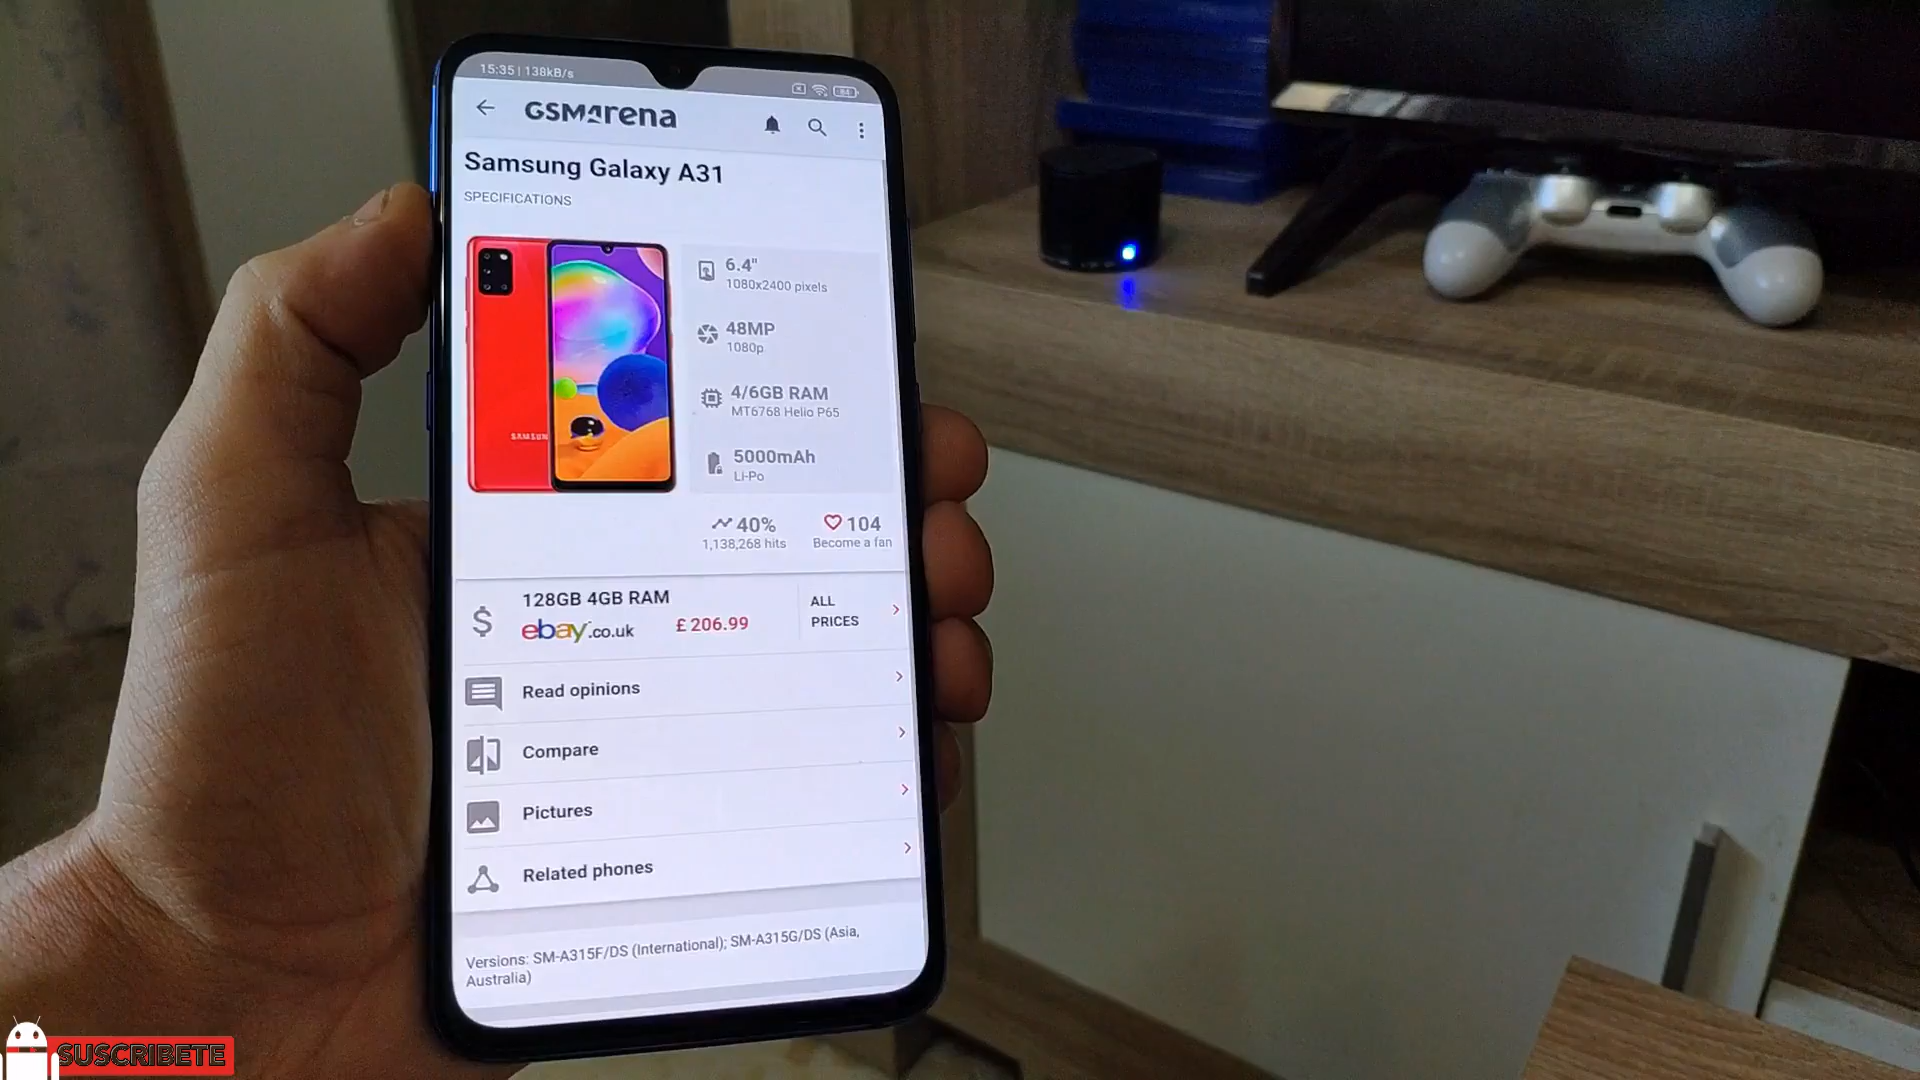 15:35 | 138kB/s
84
GSMArena
Samsung Galaxy A31
SPECIFICATIONS
6.4"
1080x2400 pixels
48MP
1080p
4/6GB RAM
MT6768 Helio P65
5000mAh
Li-Po
SAMSUN
40%
1,138,268 hits
104
Become a fan
128GB 4GB RAM
ebay.co.uk
£ 206.99
ALL
PRICES
Read opinions
Compare
Pictures
Related phones
Versions: SM-A315F/DS (International); SM-A315G/DS (Asia,
Australia)
SUSCRIBETE